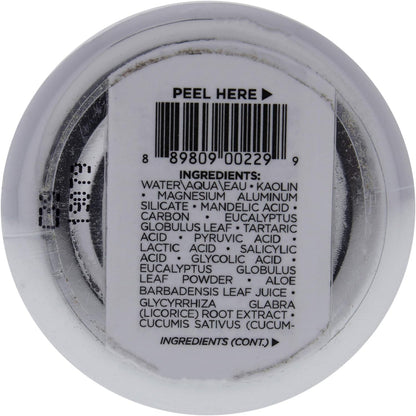 PEEL HERE ▶
8 89809 00229 9
INGREDIENTS:
WATER\AQUA\EAU • KAOLIN
• MAGNESIUM ALUMINUM
SILICATE • MANDELIC ACID •
CARBON • EUCALYPTUS
GLOBULUS LEAF • TARTARIC
ACID • PYRUVIC ACID •
LACTIC ACID • SALICYLIC
ACID • GLYCOLIC ACID •
EUCALYPTUS GLOBULUS
LEAF POWDER • ALOE
BARBADENSIS LEAF JUICE •
GLYCYRRHIZA GLABRA
(LICORICE) ROOT EXTRACT •
CUCUMIS SATIVUS (CUCUM-
INGREDIENTS (CONT.) ▶